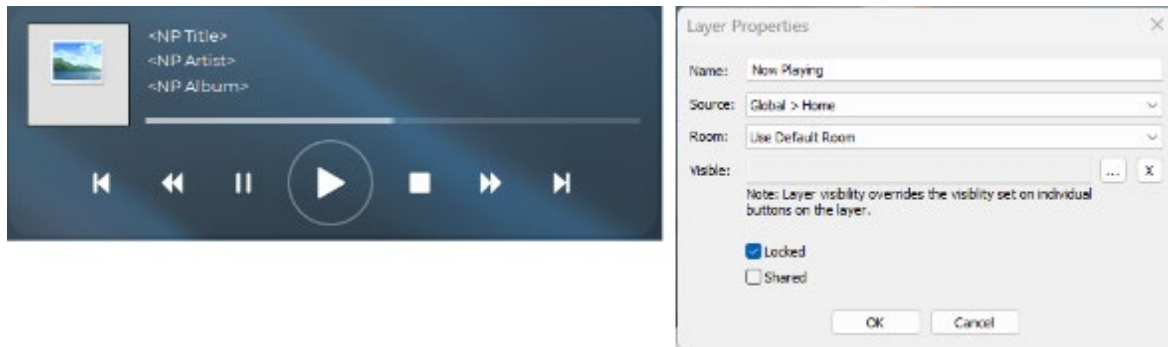 <NP Title>
<NP Artist>
<NP Album>
Layer Properties
Name: Now Playing
Source: Global > Home
Room: Use Default Room
Visible: ... X
Note: Layer visibility overrides the visiblity set on individual
buttons on the layer.
Locked
Shared
OK Cancel